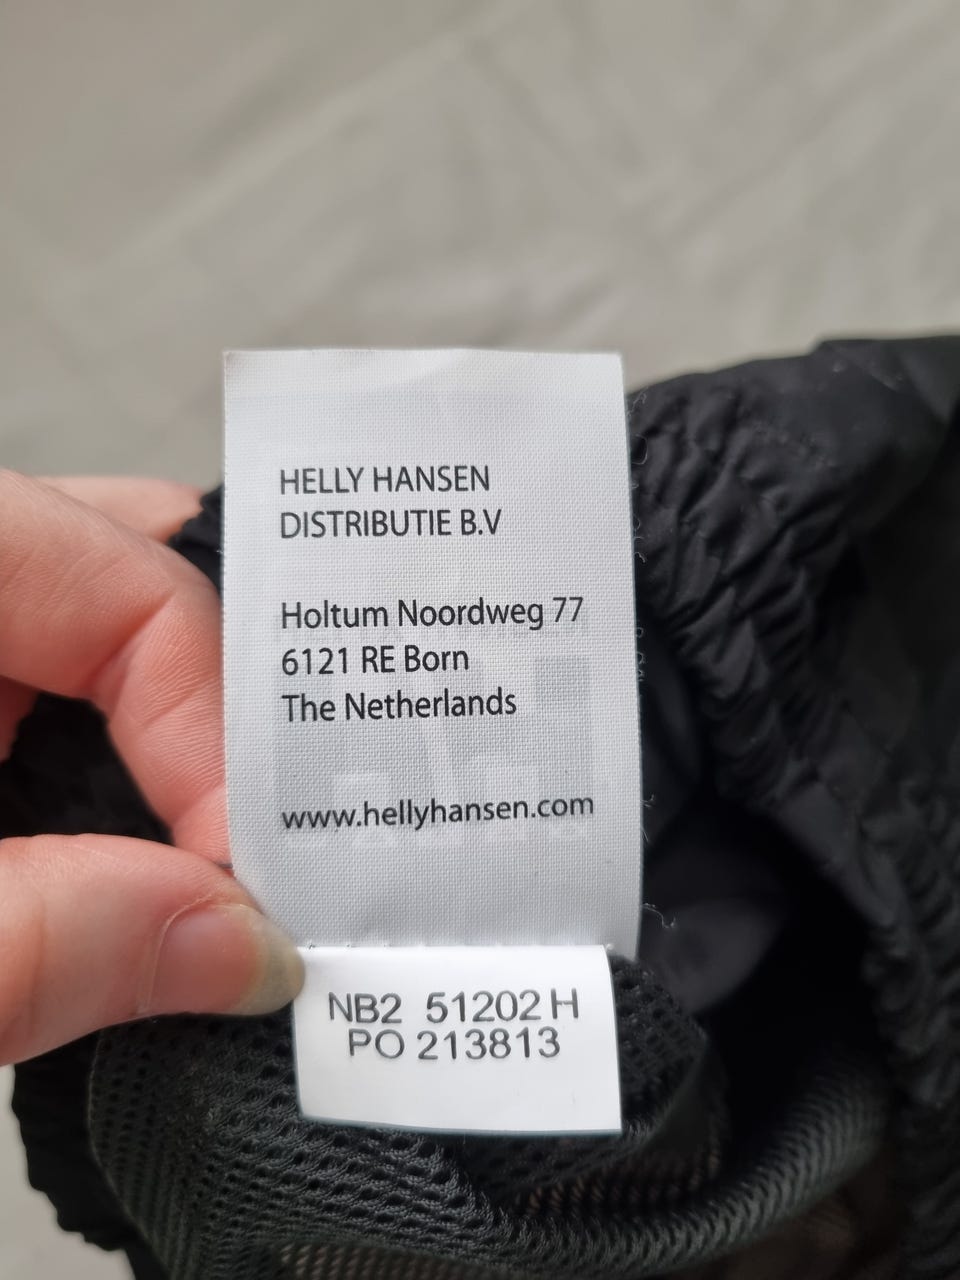 HELLY HANSEN
DISTRIBUTIE B.V
Holtum Noordweg 77
6121 RE Born
The Netherlands
www.hellyhansen.com
NB2 51202 H
PO 213813